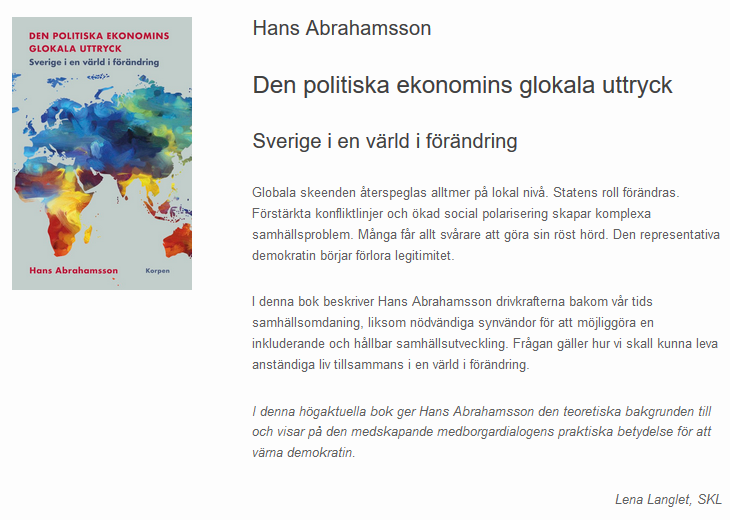 DEN POLITISKA EKONOMINS
GLOKALA UTTRYCK
Sverige i en värld i förändring
Hans Abrahamsson
Korpen
Hans Abrahamsson
Den politiska ekonomins glokala uttryck
Sverige i en värld i förändring
Globala skeenden återspeglas alltmer på lokal nivå. Statens roll förändras.
Förstärkta konfliktlinjer och ökad social polarisering skapar komplexa
samhällsproblem. Många får allt svårare att göra sin röst hörd. Den representativa
demokratin börjar förlora legitimitet.
I denna bok beskriver Hans Abrahamsson drivkrafterna bakom vår tids
samhällsomdaning, liksom nödvändiga synvändor för att möjliggöra en
inkluderande och hållbar samhällsutveckling. Frågan gäller hur vi skall kunna leva
anständiga liv tillsammans i en värld i förändring.
I denna högaktuella bok ger Hans Abrahamsson den teoretiska bakgrunden till
och visar på den medskapande medborgardialogens praktiska betydelse för att
värna demokratin.
Lena Langlet, SKL